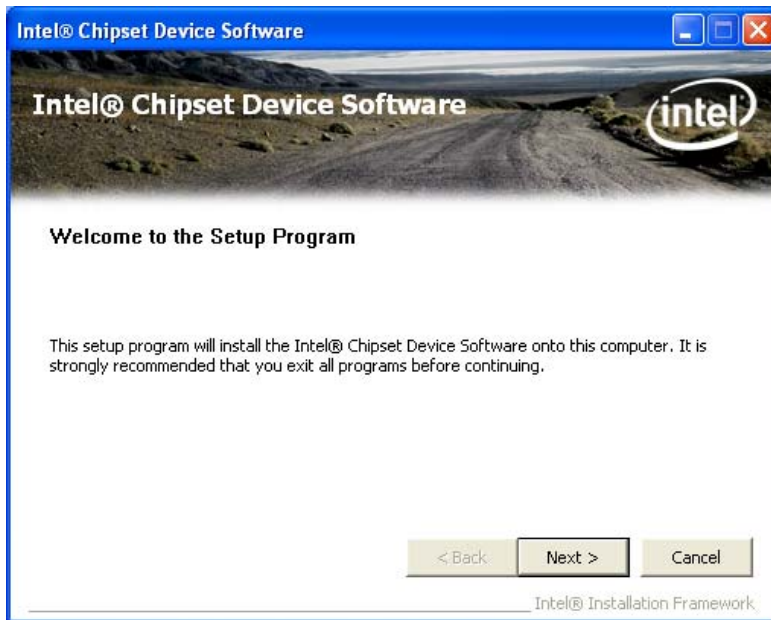 Intel® Chipset Device Software
Intel® Chipset Device Software
intel
Welcome to the Setup Program
This setup program will install the Intel® Chipset Device Software onto this computer. It is
strongly recommended that you exit all programs before continuing.
< Back
Next >
Cancel
Intel® Installation Framework